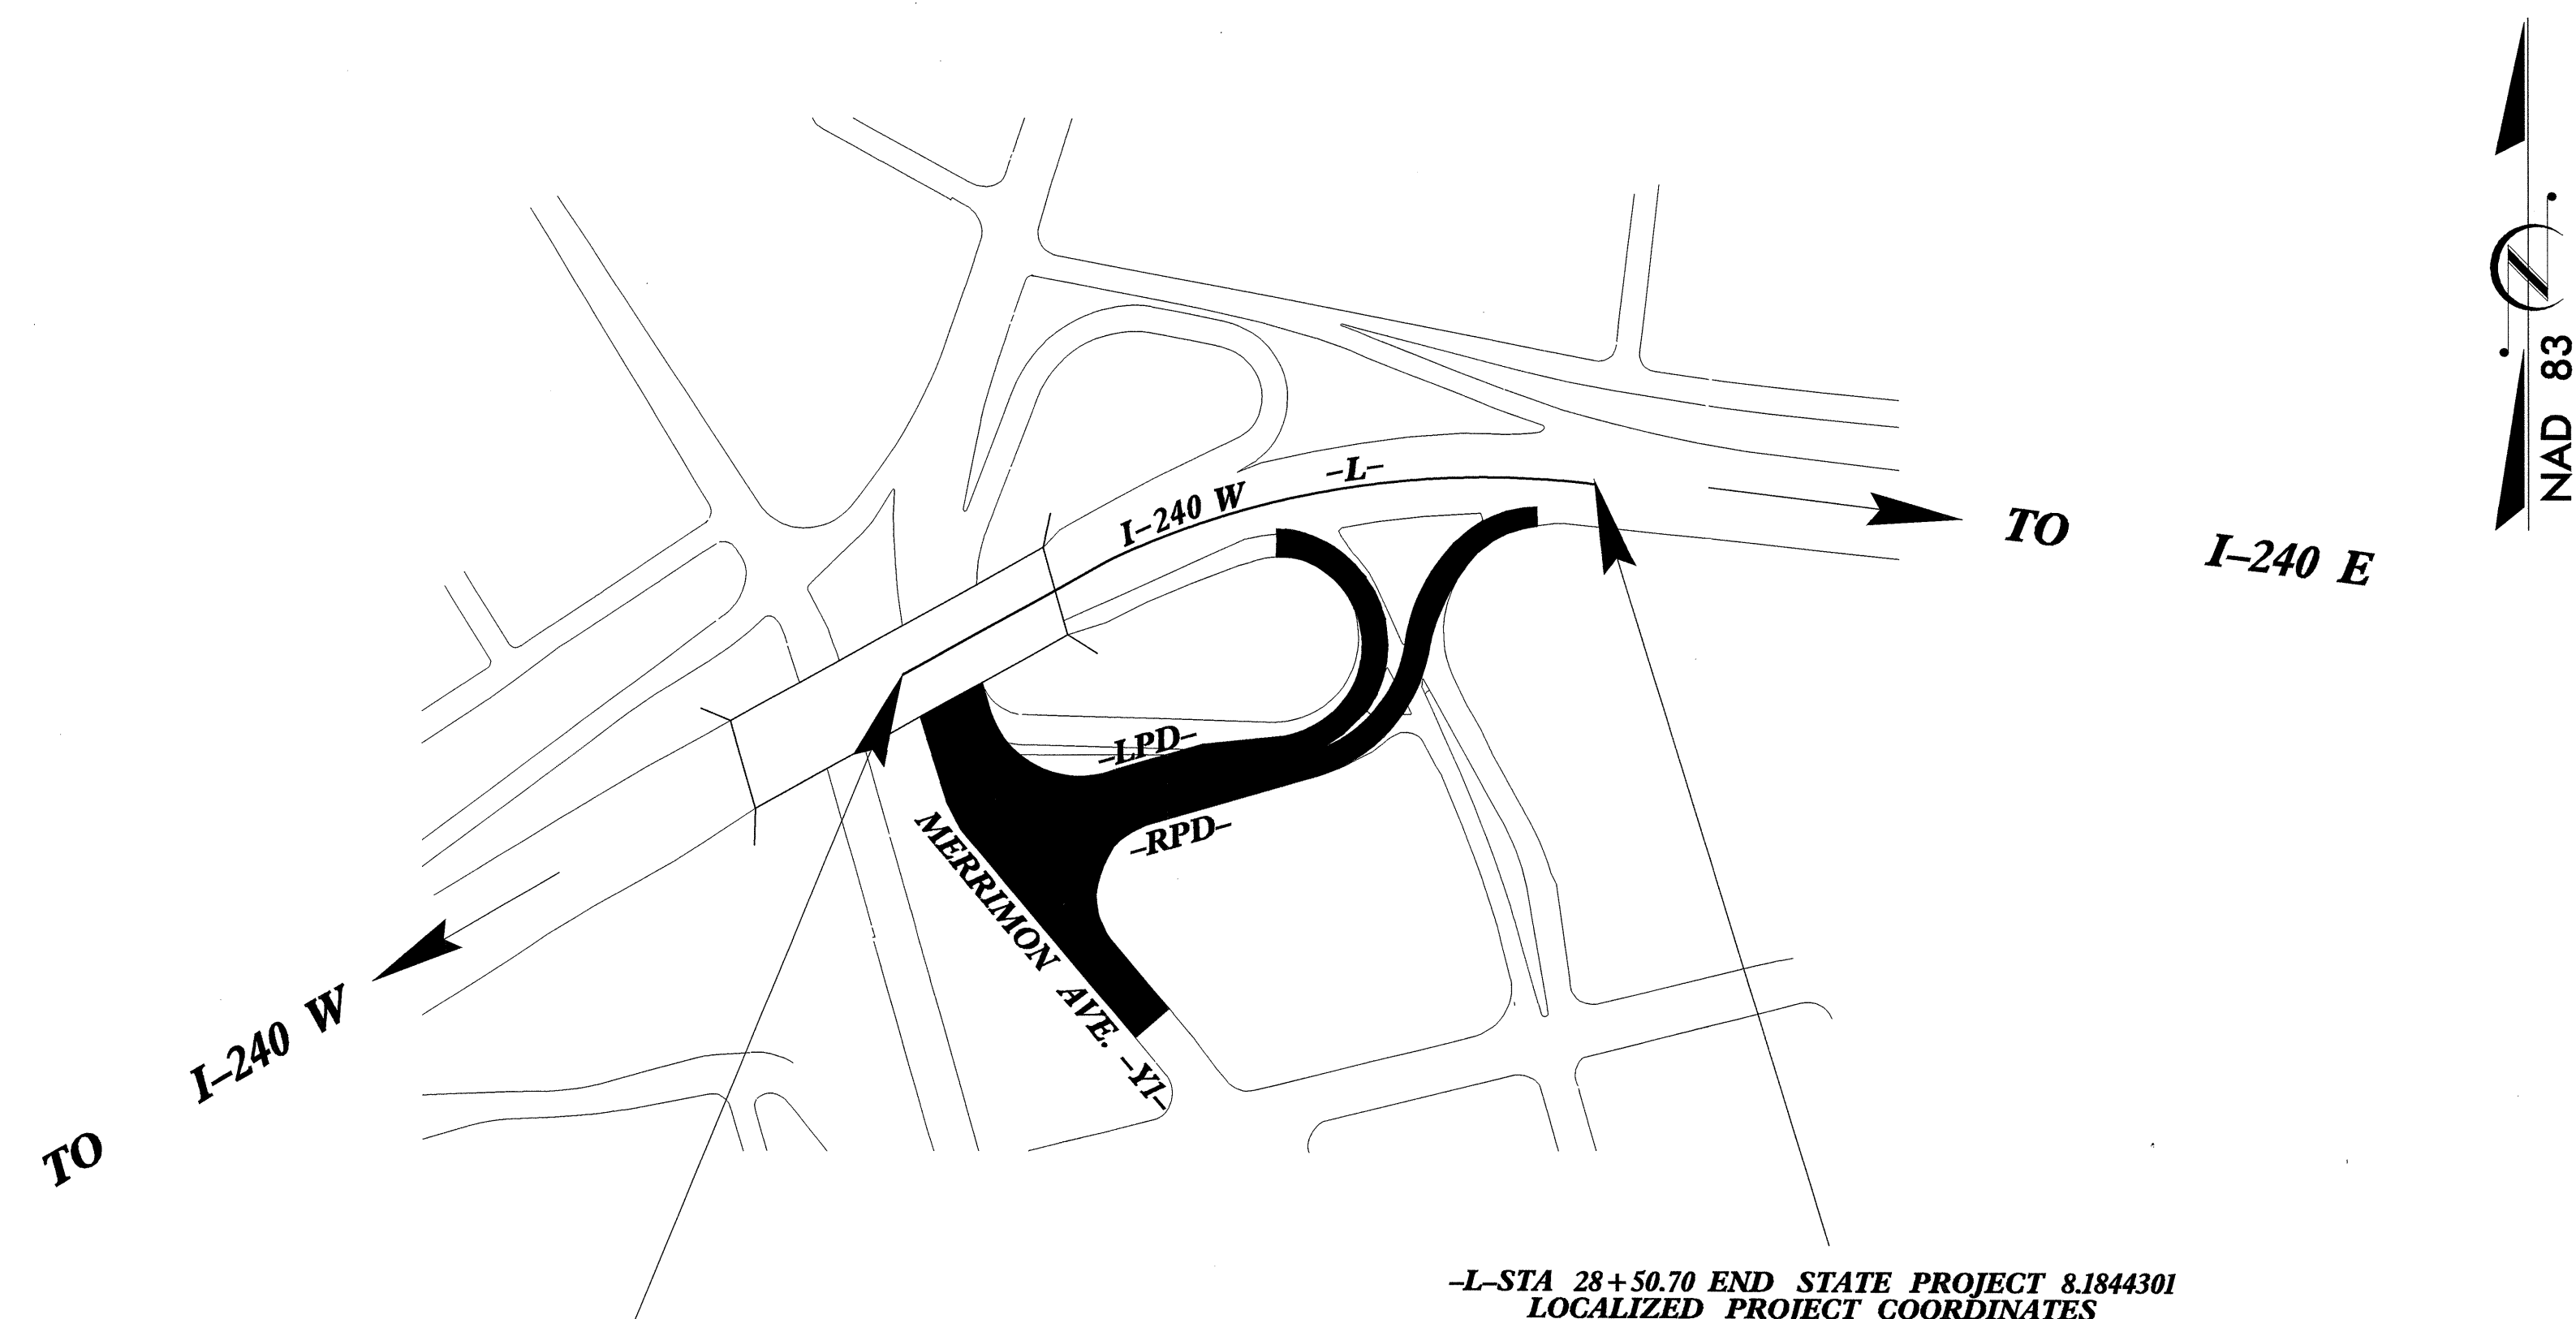 NAD 83
-L-
I-240 W
TO I-240 E
-LPD-
-RPD-
MERRIMON AVE. -Y1-
TO I-240 W
-L-STA 28+50.70 END STATE PROJECT 8.1844301
LOCALIZED PROJECT COORDINATES